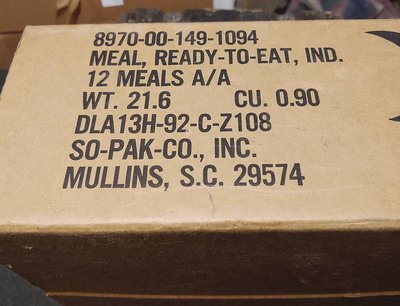 8970-00-149-1094
MEAL, READY-TO-EAT, IND.
12 MEALS A/A
WT. 21.6 CU. 0.90
DLA13H-92-C-Z108
SO-PAK-CO., INC.
MULLINS, S.C. 29574